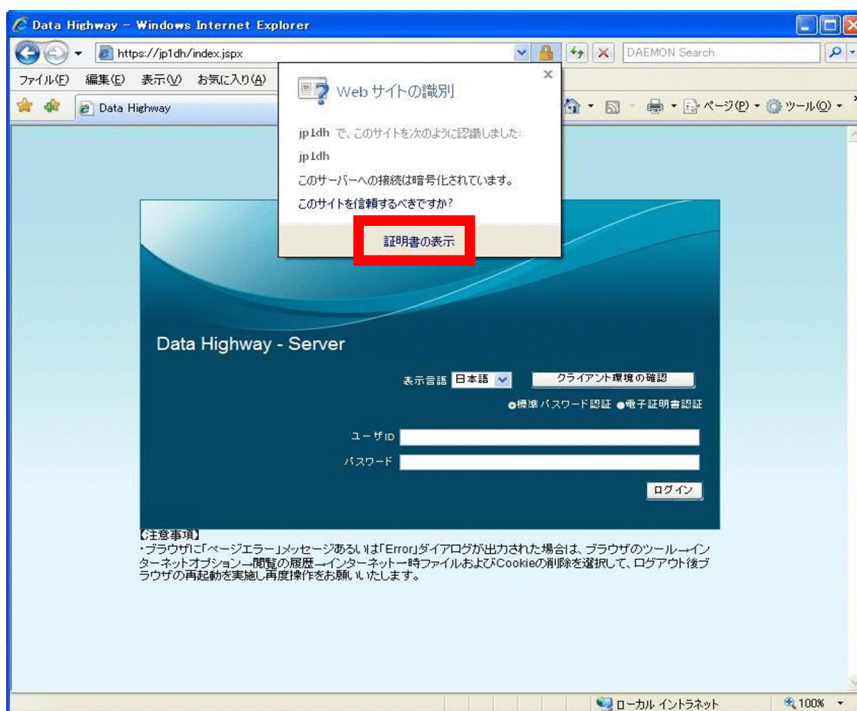 Data Highway - Windows Internet Explorer
https://jp1dh/index.jspx
DAEMON Search
ファイル(F) 編集(E) 表示(V) お気に入り(A)
Data Highway
ページ(P)
ツール(O)
Webサイトの識別
jp1dh で、このサイトを次のように認識しました:
jp1dh
このサーバーへの接続は暗号化されています。
このサイトを信頼するべきですか?
証明書の表示
Data Highway - Server
表示言語 日本語 クライアント環境の確認
標準パスワード認証 電子証明書認証
ユーザID
パスワード
ログイン
【注意事項】
・ブラウザに「ページエラー」メッセージあるいは「Error」ダイアログが出力された場合は、ブラウザのツール→イン
ターネットオプション→閲覧の履歴→インターネット一時ファイルおよびCookieの削除を選択して、ログアウト後ブ
ラウザの再起動を実施し再度操作をお願いいたします。
ローカル イントラネット
100%